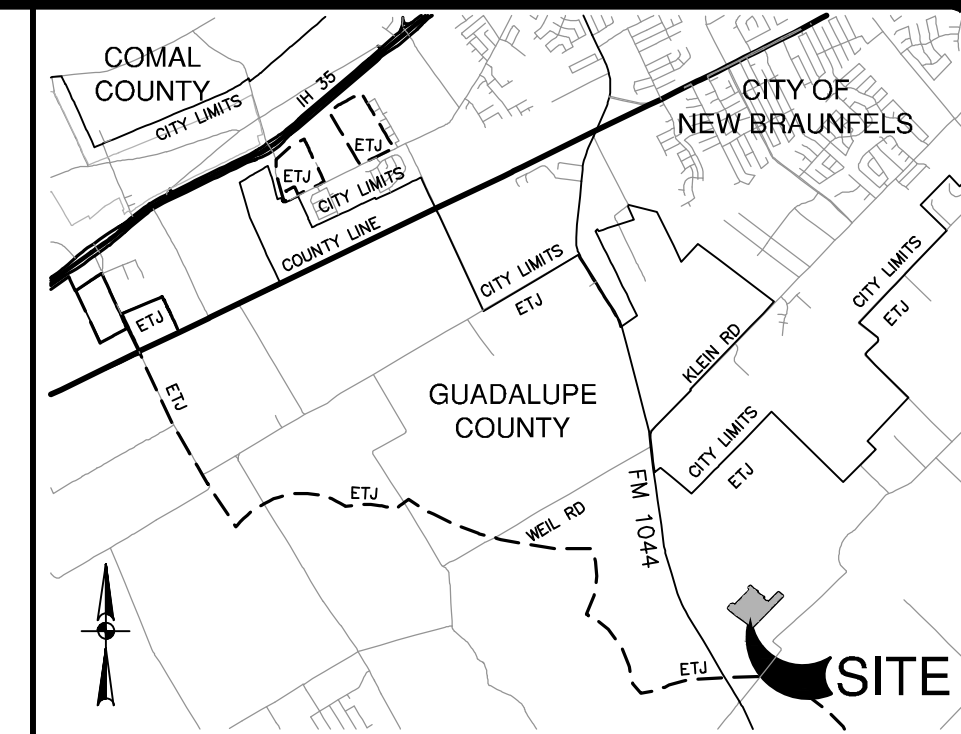 COMAL
COUNTY
CITY LIMITS
IH 35
CITY OF
NEW BRAUNFELS
ETJ
ETJ
CITY LIMITS
COUNTY LINE
CITY LIMITS
ETJ
CITY LIMITS
ETJ
ETJ
ETJ
KLEIN RD
GUADALUPE
COUNTY
CITY LIMITS
ETJ
ETJ
WEIL RD
FM 1044
ETJ
SITE